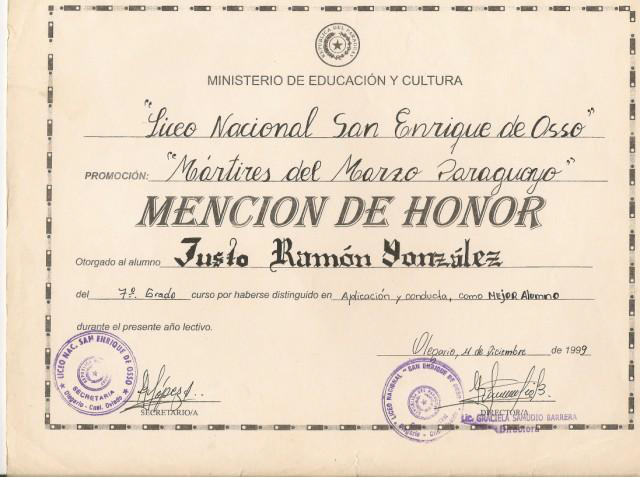 REPUBLICA DEL PARAGUAY
MINISTERIO DE EDUCACIÓN Y CULTURA
"Liceo Nacional San Enrique de Osso"
PROMOCIÓN: "Mártires del Marzo Paraguayo"
MENCION DE HONOR
Otorgado al alumno Justo Ramón González
del 7º. Grado curso por haberse distinguido en Aplicación y conducta, como Mejor Alumno
durante el presente año lectivo.
Olegario, 4 de Diciembre de 1999
LICEO NAC. SAN ENRIQUE DE OSSO
SECRETARIA
Olegario - Cnel. Oviedo
SECRETARIO/A
LICEO NACIONAL "SAN ENRIQUE DE OSSO"
DIRECTOR/A
Lic. GRACIELA SAMUDIO BARRERA
Directora